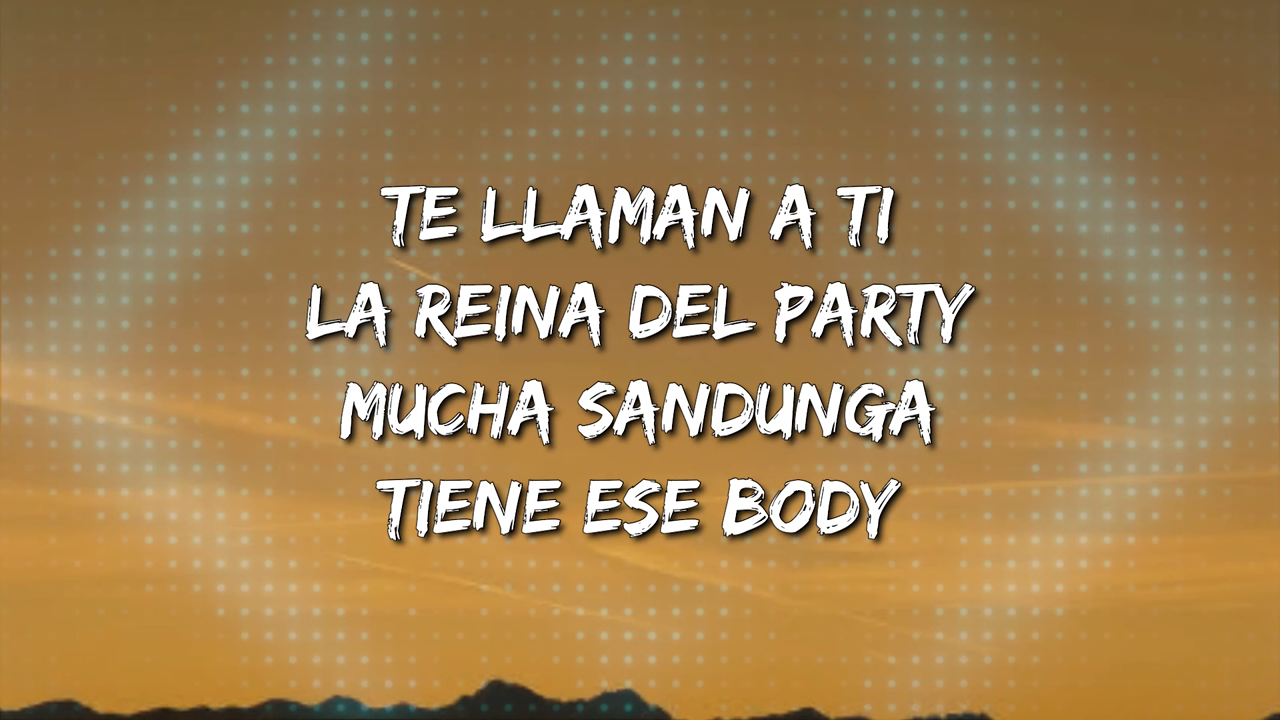 TE LLAMAN A TI
LA REINA DEL PARTY
MUCHA SANDUNGA
TIENE ESE BODY